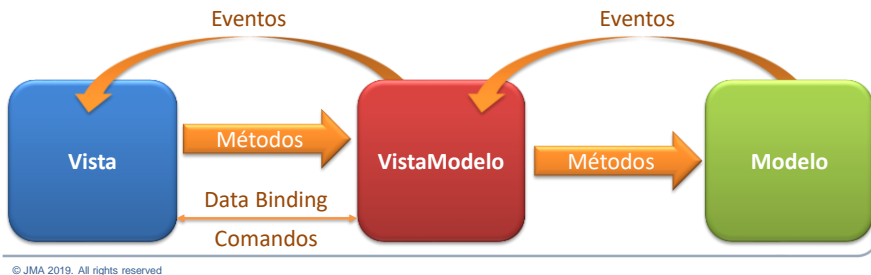 Eventos
Eventos
Vista
Métodos
VistaModelo
Métodos
Modelo
Data Binding
Comandos
© JMA 2019. All rights reserved